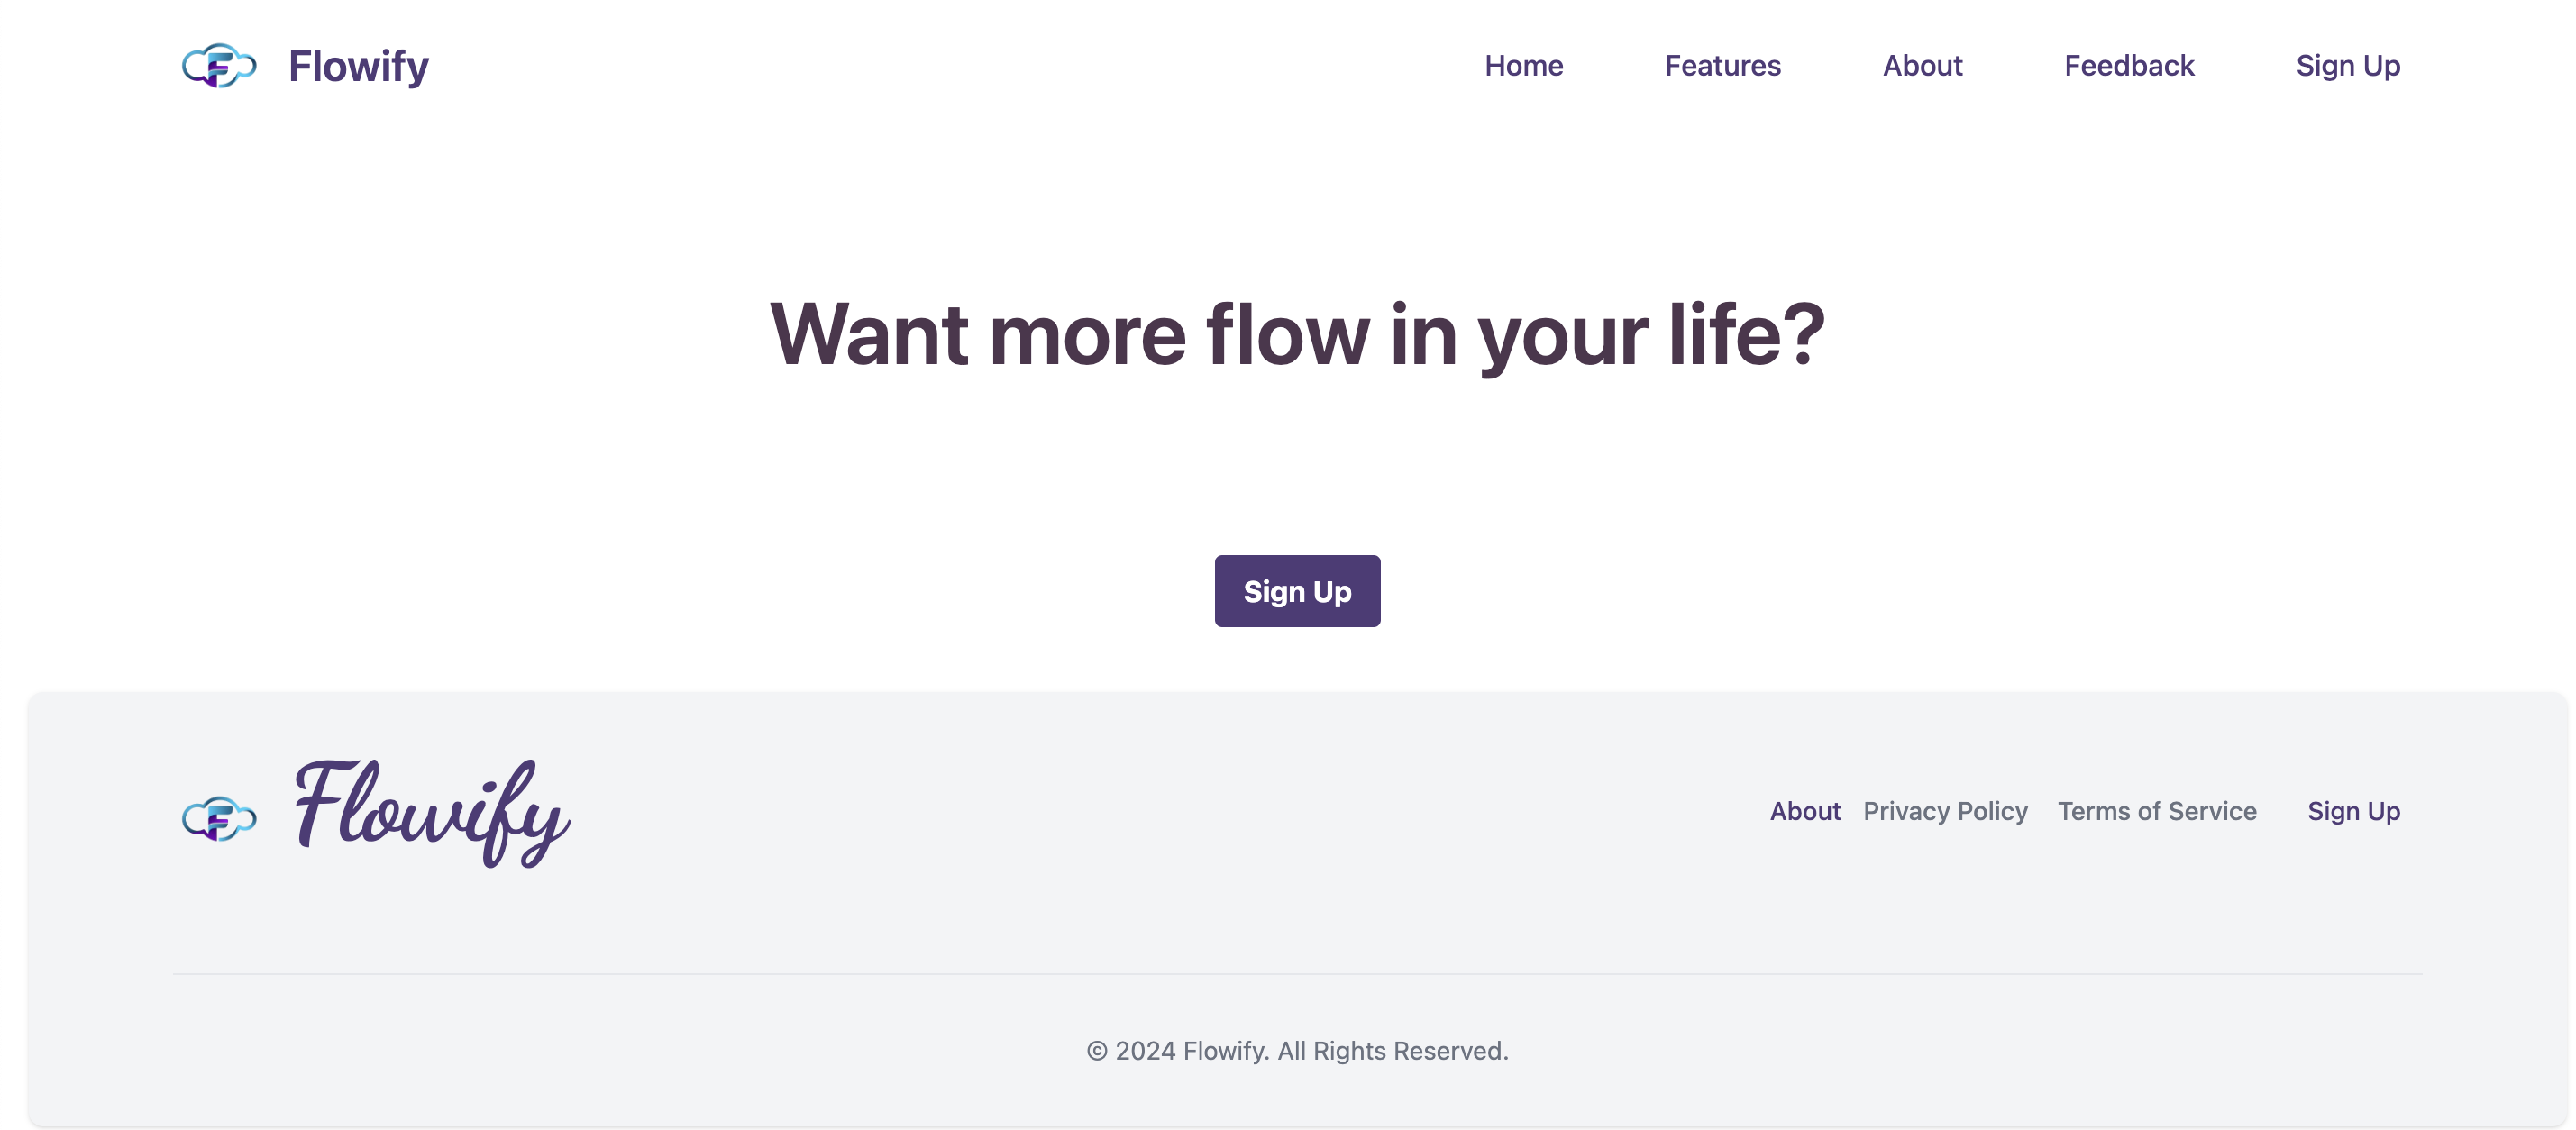 F Flowify Home Features About Feedback Sign Up
Want more flow in your life?
Sign Up
F Flowify About Privacy Policy Terms of Service Sign Up
© 2024 Flowify. All Rights Reserved.